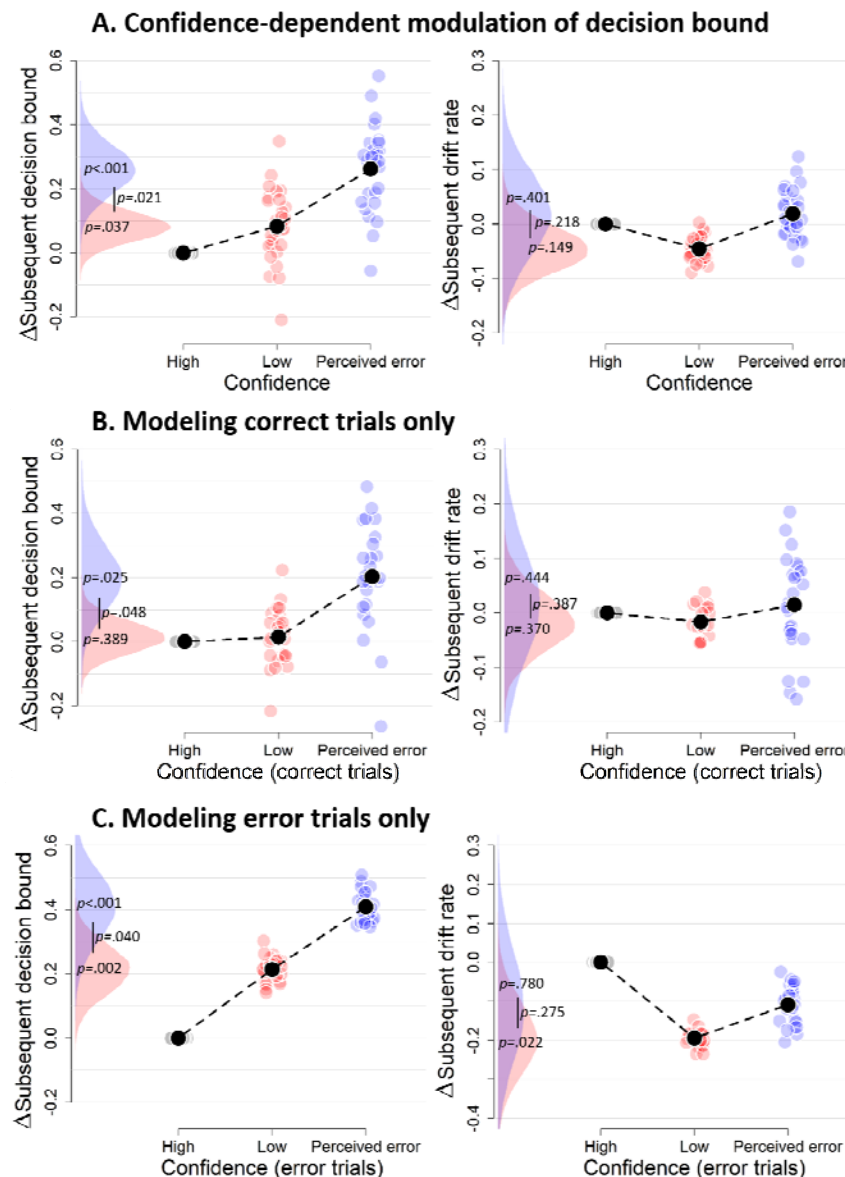 A. Confidence-dependent modulation of decision bound
ΔSubsequent decision bound
0.6
0.4
0.2
0.0
-0.2
p<.001
p=.021
p=.037
High
Low
Perceived error
Confidence
ΔSubsequent drift rate
0.3
0.2
0.1
0.0
-0.1
-0.2
p=.401
p=.218
p=.149
High
Low
Perceived error
Confidence
B. Modeling correct trials only
ΔSubsequent decision bound
0.6
0.4
0.2
0.0
-0.2
p=.025
p=.048
p=.389
High
Low
Perceived error
Confidence (correct trials)
ΔSubsequent drift rate
0.3
0.2
0.1
0.0
-0.1
-0.2
p=.444
p=.387
p=.370
High
Low
Perceived error
Confidence (correct trials)
C. Modeling error trials only
ΔSubsequent decision bound
0.6
0.4
0.2
0.0
-0.2
p<.001
p=.040
p=.002
High
Low
Perceived error
Confidence (error trials)
ΔSubsequent drift rate
0.3
0.1
0.0
-0.2
-0.4
p=.780
p=.275
p=.022
High
Low
Perceived error
Confidence (error trials)